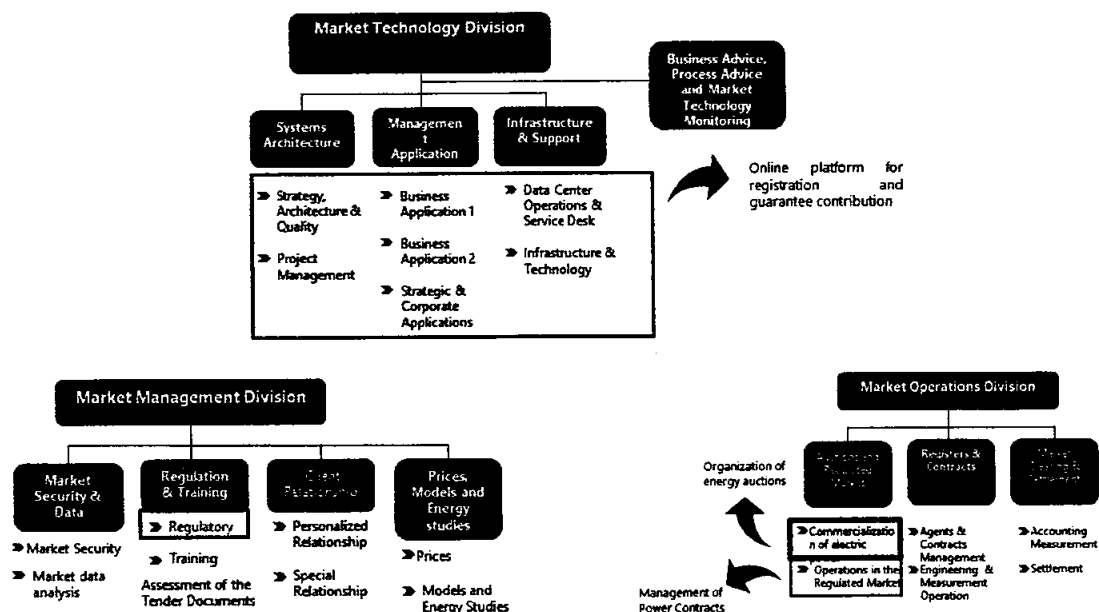 Market Technology Division
Business Advice,
Process Advice
and Market
Technology
Monitoring
Systems
Architecture
Managemen
t
Application
Infrastructure
& Support
Strategy,
Architecture &
Quality
Project
Management
Business
Application 1
Business
Application 2
Strategic &
Corporate
Applications
Data Center
Operations &
Service Desk
Infrastructure &
Technology
Online platform for
registration and
guarantee contribution
Market Management Division
Market
Security &
Data
Regulation
& Training
Client
Relationship
Prices,
Models and
Energy
studies
Market Security
Market data
analysis
Regulatory
Training
Assessment of the
Tender Documents
Personalized
Relationship
Special
Relationship
Prices
Models and
Energy Studies
Market Operations Division
Organization of
energy auctions
Management of
Power Contracts
Market
Registers &
Contracts
Market
Commercializatio
n of electric
Operations in the
Regulated Market
Agents &
Contracts
Management
Engineering &
Measurement
Operation
Accounting
Measurement
Settlement